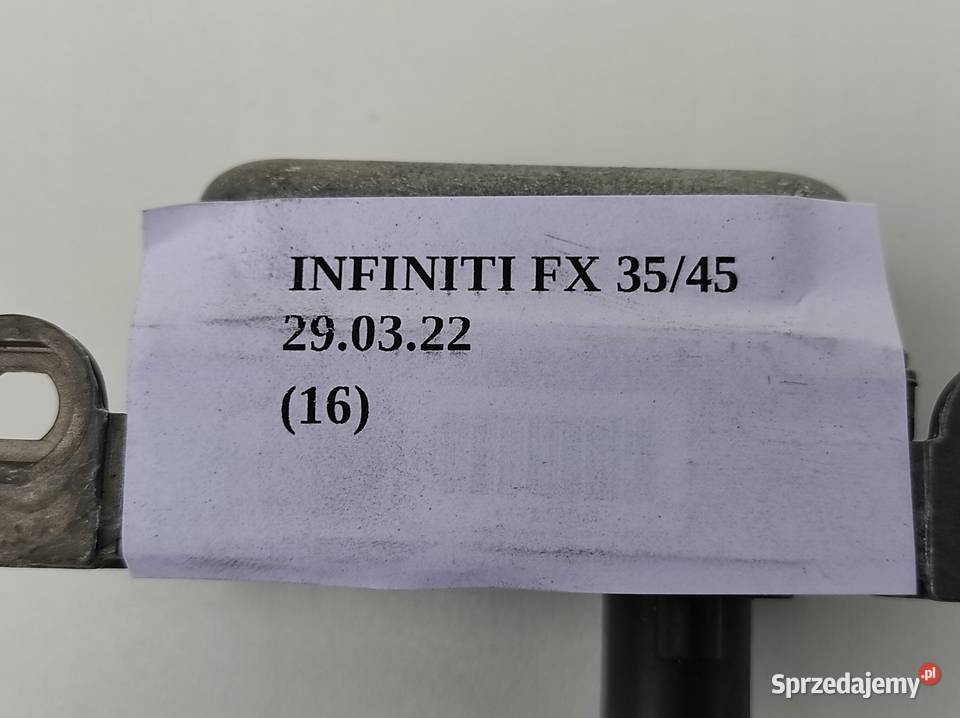 INFINITI FX 35/45
29.03.22
(16)
Sprzedajemy.pl